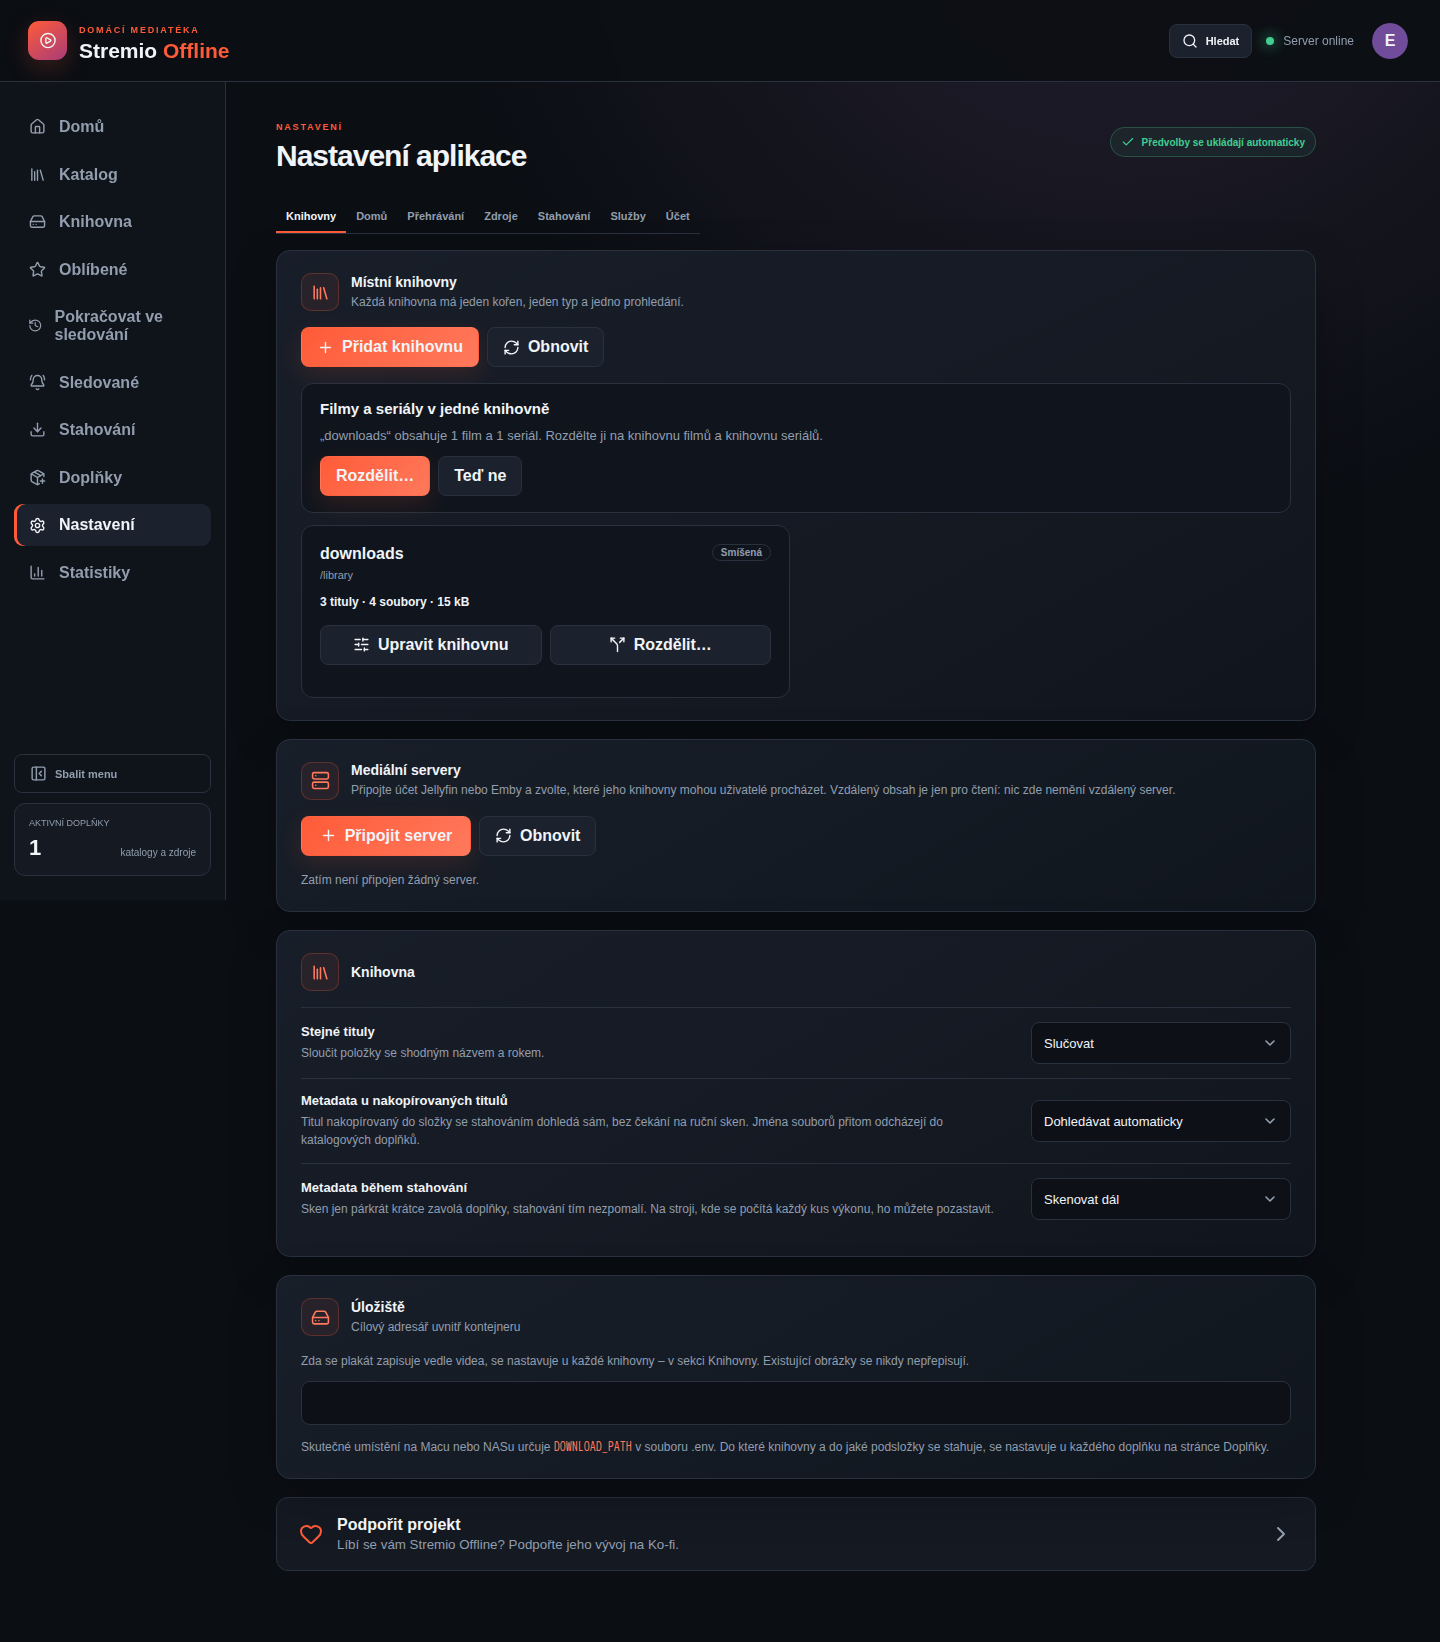 DOMÁCÍ MEDIATÉKA
Stremio Offline
Hledat
Server online
E
Domů
Katalog
Knihovna
Oblíbené
Pokračovat ve
sledování
Sledované
Stahování
Doplňky
Nastavení
Statistiky
Sbalit menu
AKTIVNÍ DOPLŇKY
1
katalogy a zdroje
NASTAVENÍ
Nastavení aplikace
Předvolby se ukládají automaticky
Knihovny
Domů
Přehrávání
Zdroje
Stahování
Služby
Účet
Místní knihovny
Každá knihovna má jeden kořen, jeden typ a jedno prohledání.
Přidat knihovnu
Obnovit
Filmy a seriály v jedné knihovně
„downloads“ obsahuje 1 film a 1 seriál. Rozdělte ji na knihovnu filmů a knihovnu seriálů.
Rozdělit…
Teď ne
downloads
Smíšená
/library
3 tituly · 4 soubory · 15 kB
Upravit knihovnu
Rozdělit…
Mediální servery
Připojte účet Jellyfin nebo Emby a zvolte, které jeho knihovny mohou uživatelé procházet. Vzdálený obsah je jen pro čtení: nic zde nemění vzdálený server.
Připojit server
Obnovit
Zatím není připojen žádný server.
Knihovna
Stejné tituly
Sloučit položky se shodným názvem a rokem.
Slučovat
Metadata u nakopírovaných titulů
Titul nakopírovaný do složky se stahováním dohledá sám, bez čekání na ruční sken. Jména souborů přitom odcházejí do
katalogových doplňků.
Dohledávat automaticky
Metadata během stahování
Sken jen párkrát krátce zavolá doplňky, stahování tím nezpomalí. Na stroji, kde se počítá každý kus výkonu, ho můžete pozastavit.
Skenovat dál
Úložiště
Cílový adresář uvnitř kontejneru
Zda se plakát zapisuje vedle videa, se nastavuje u každé knihovny – v sekci Knihovny. Existující obrázky se nikdy nepřepisují.
Skutečné umístění na Macu nebo NASu určuje DOWNLOAD_PATH v souboru .env. Do které knihovny a do jaké podsložky se stahuje, se nastavuje u každého doplňku na stránce Doplňky.
Podpořit projekt
Líbí se vám Stremio Offline? Podpořte jeho vývoj na Ko-fi.